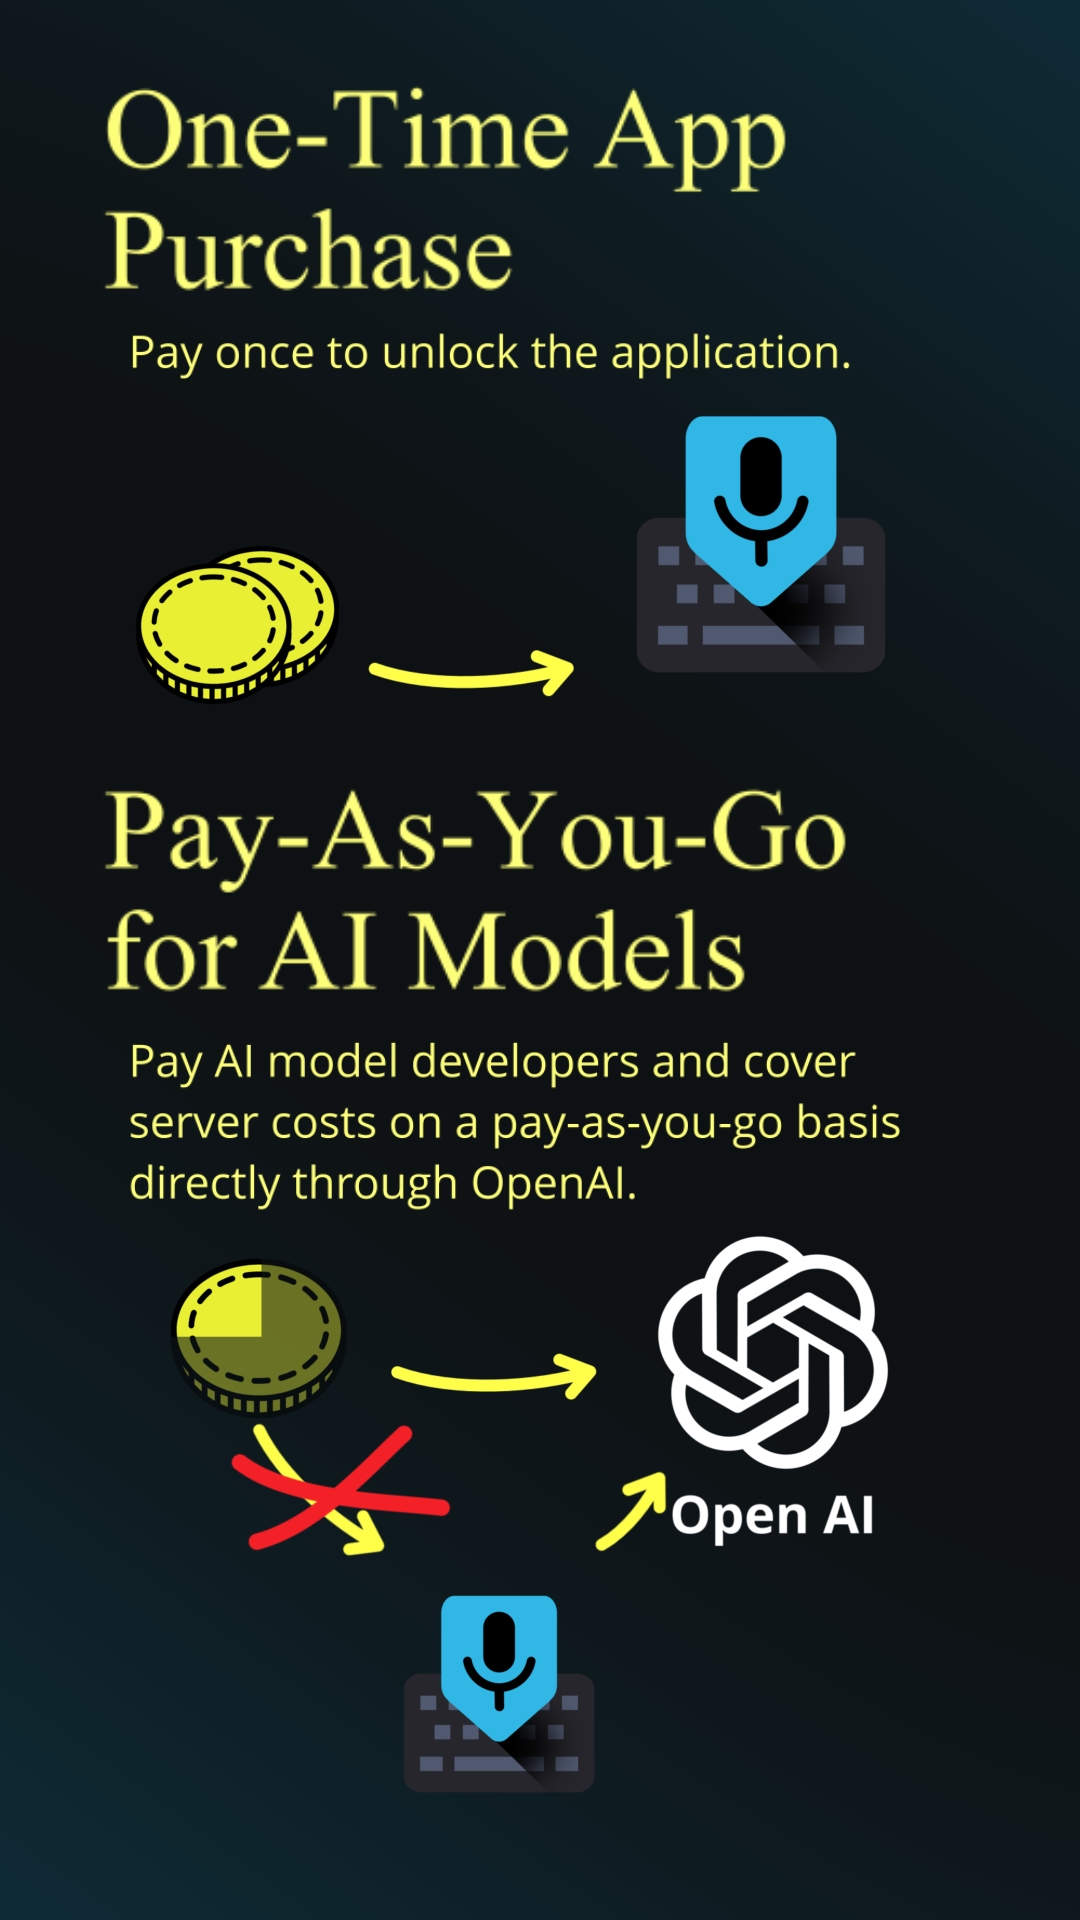 One-Time App
Purchase
Pay once to unlock the application.
Pay-As-You-Go
for AI Models
Pay AI model developers and cover
server costs on a pay-as-you-go basis
directly through OpenAI.
Open AI